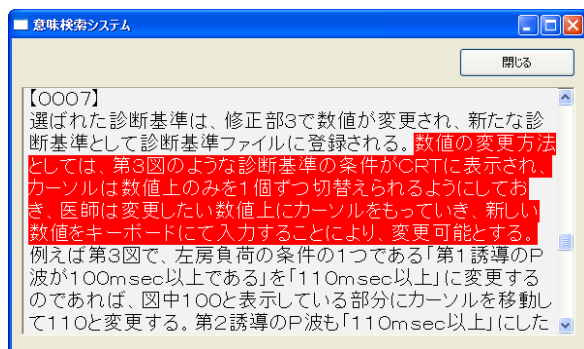 意味検索システム
閉じる
【0007】
選ばれた診断基準は、修正部3で数値が変更され、新たな診
断基準として診断基準ファイルに登録される。数値の変更方法
としては、第3図のような診断基準の条件がCRTに表示され、
カーソルは数値上のみを1個ずつ切替えられるようにしてお
き、医師は変更したい数値上にカーソルをもっていき、新しい
数値をキーボードにて入力することにより、変更可能とする。
例えば第3図で、左房負荷の条件の1つである「第1誘導のP
波が100msec以上である」を「110msec以上」に変更する
のであれば、図中100と表示している部分にカーソルを移動し
て110と変更する。第2誘導のP波も「110msec以上」にした